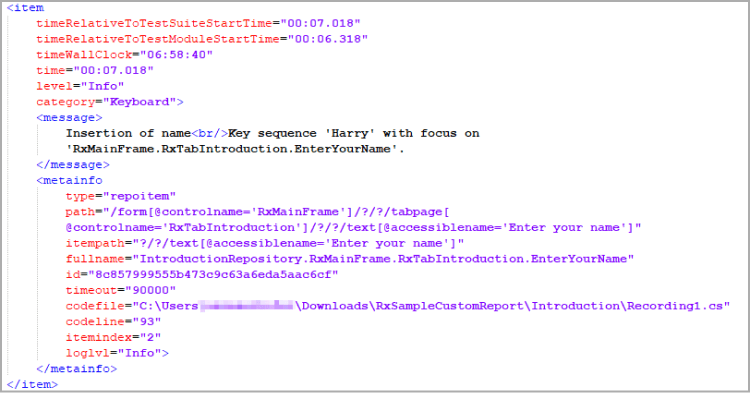 <item
timeRelativeToTestSuiteStartTime="00:07.018"
timeRelativeToTestModuleStartTime="00:06.318"
timeWallClock="06:58:40"
time="00:07.018"
level="Info"
category="Keyboard">
<message>
Insertion of name<br/>Key sequence 'Harry' with focus on
'RxMainFrame.RxTabIntroduction.EnterYourName'.
</message>
<metainfo
type="repoitem"
path="/form[@controlname='RxMainFrame']/?/?/tabpage[
@controlname='RxTabIntroduction']/?/?/text[@accessiblename='Enter your name']"
itempath="?/?/text[@accessiblename='Enter your name']"
fullname="IntroductionRepository.RxMainFrame.RxTabIntroduction.EnterYourName"
id="8c857999555b473c9c63a6eda5aac6cf"
timeout="90000"
codefile="C:\Users\Downloads\RxSampleCustomReport\Introduction\Recording1.cs"
codeline="93"
itemindex="2"
loglvl="Info">
</metainfo>
</item>